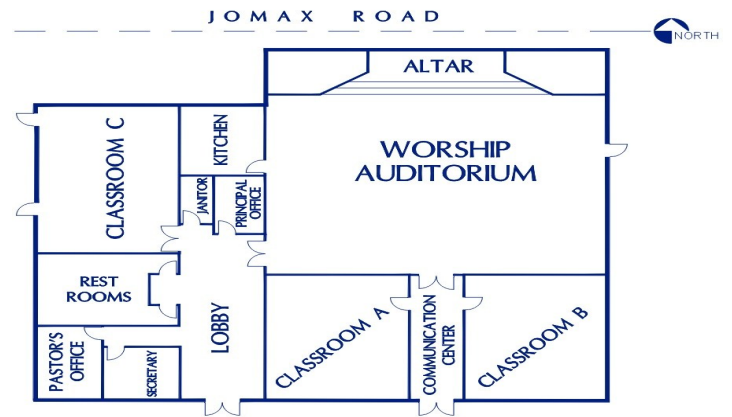 JOMAX ROAD
NORTH
ALTAR
WORSHIP
AUDITORIUM
CLASSROOM C
KITCHEN
JANITOR
PRINCIPAL
OFFICE
REST
ROOMS
LOBBY
PASTOR'S
OFFICE
SECRETARY
CLASSROOM A
COMMUNICATION
CENTER
CLASSROOM B